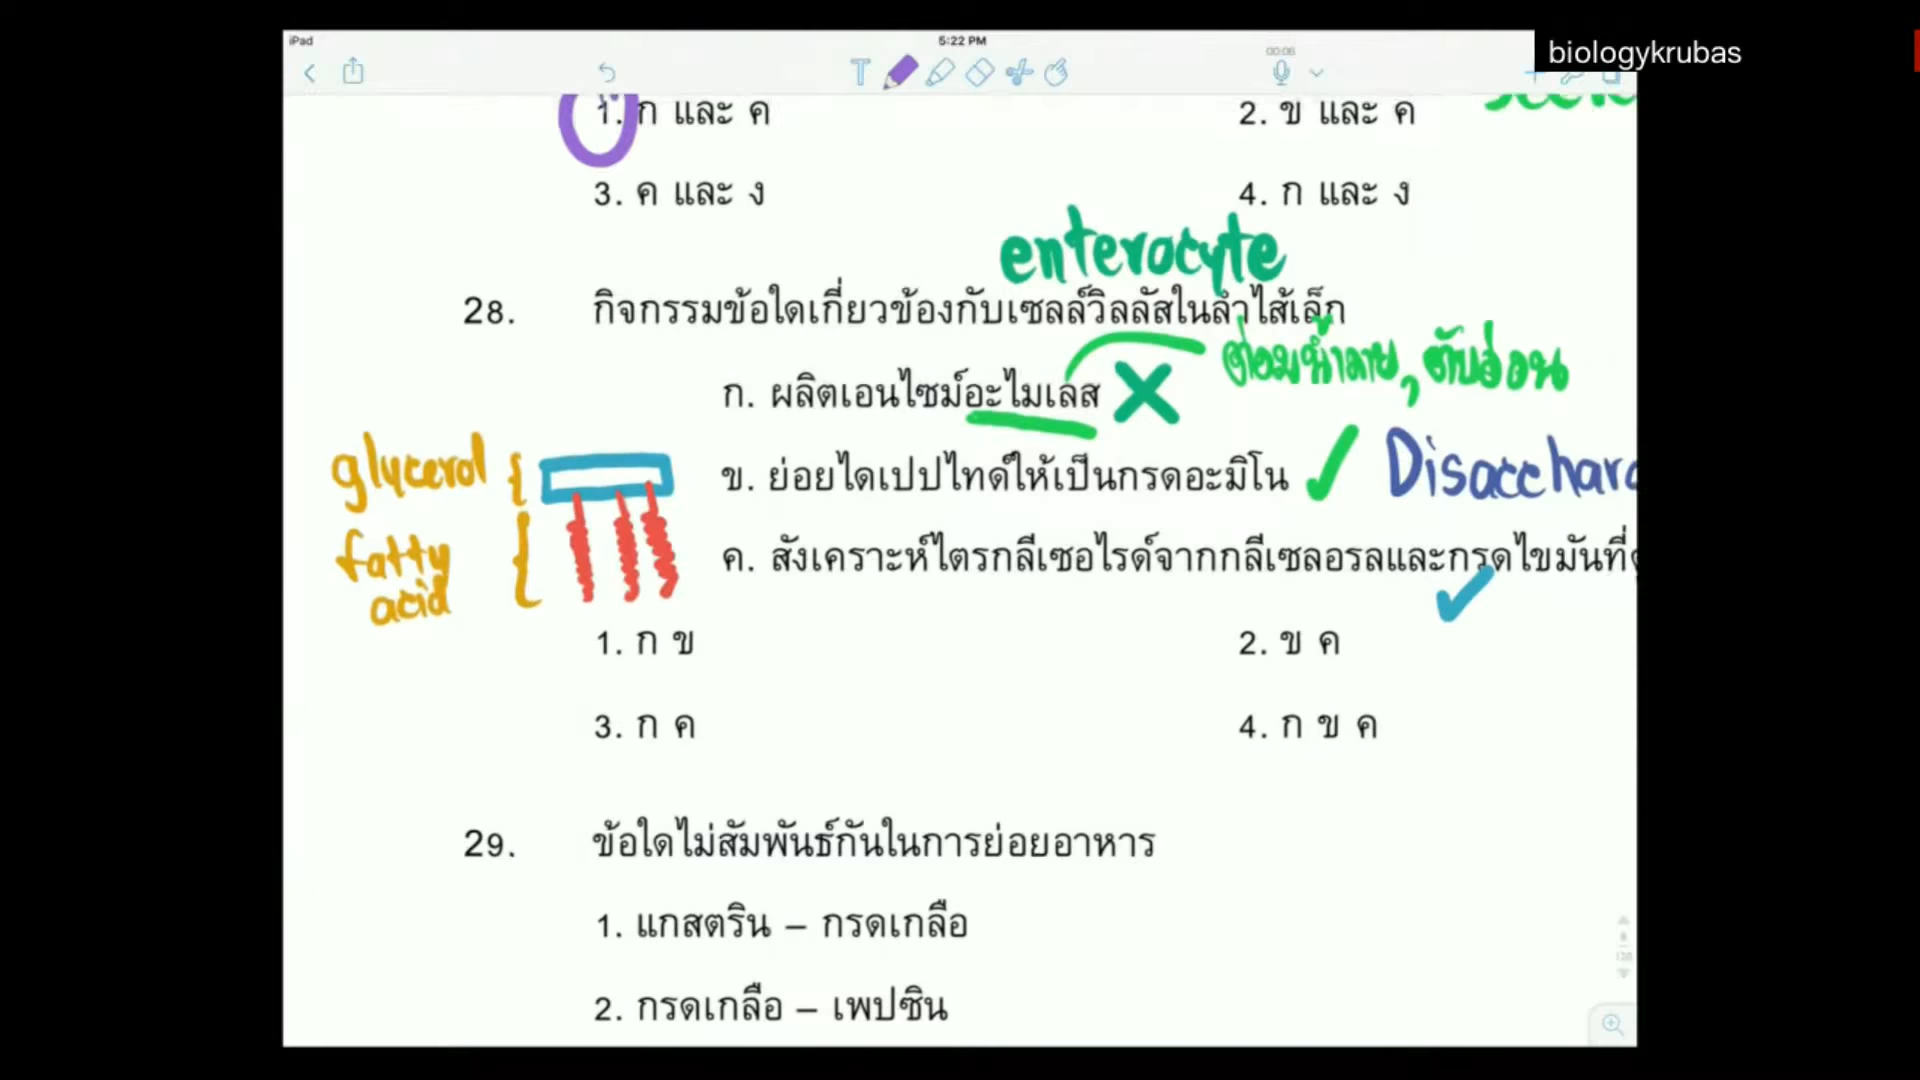 iPad
5:22 PM
00:06
biologykrubas
1. ก และ ค
2. ข และ ค
3. ค และ ง
4. ก และ ง
enterocyte
28. กิจกรรมข้อใดเกี่ยวข้องกับเซลล์วิลลัสในลำไส้เล็ก
ต่อมน้ำลาย, ตับอ่อน
ก. ผลิตเอนไซม์อะไมเลส
glycerol
ข. ย่อยไดเปปไทด์ให้เป็นกรดอะมิโน
Disacchar
fatty
acid
ค. สังเคราะห์ไตรกลีเซอไรด์จากกลีเซลอรลและกรดไขมันที่
1. ก ข
2. ข ค
3. ก ค
4. ก ข ค
29. ข้อใดไม่สัมพันธ์กันในการย่อยอาหาร
1. แกสตริน – กรดเกลือ
2. กรดเกลือ – เพปซิน